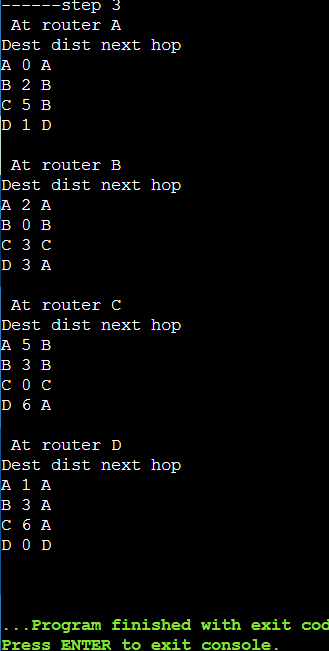 ------step 3
At router A
Dest dist next hop
A 0 A
B 2 B
C 5 B
D 1 D
At router B
Dest dist next hop
A 2 A
B 0 B
C 3 C
D 3 A
At router C
Dest dist next hop
A 5 B
B 3 B
C 0 C
D 6 A
At router D
Dest dist next hop
A 1 A
B 3 A
C 6 A
D 0 D
...Program finished with exit cod
Press ENTER to exit console.